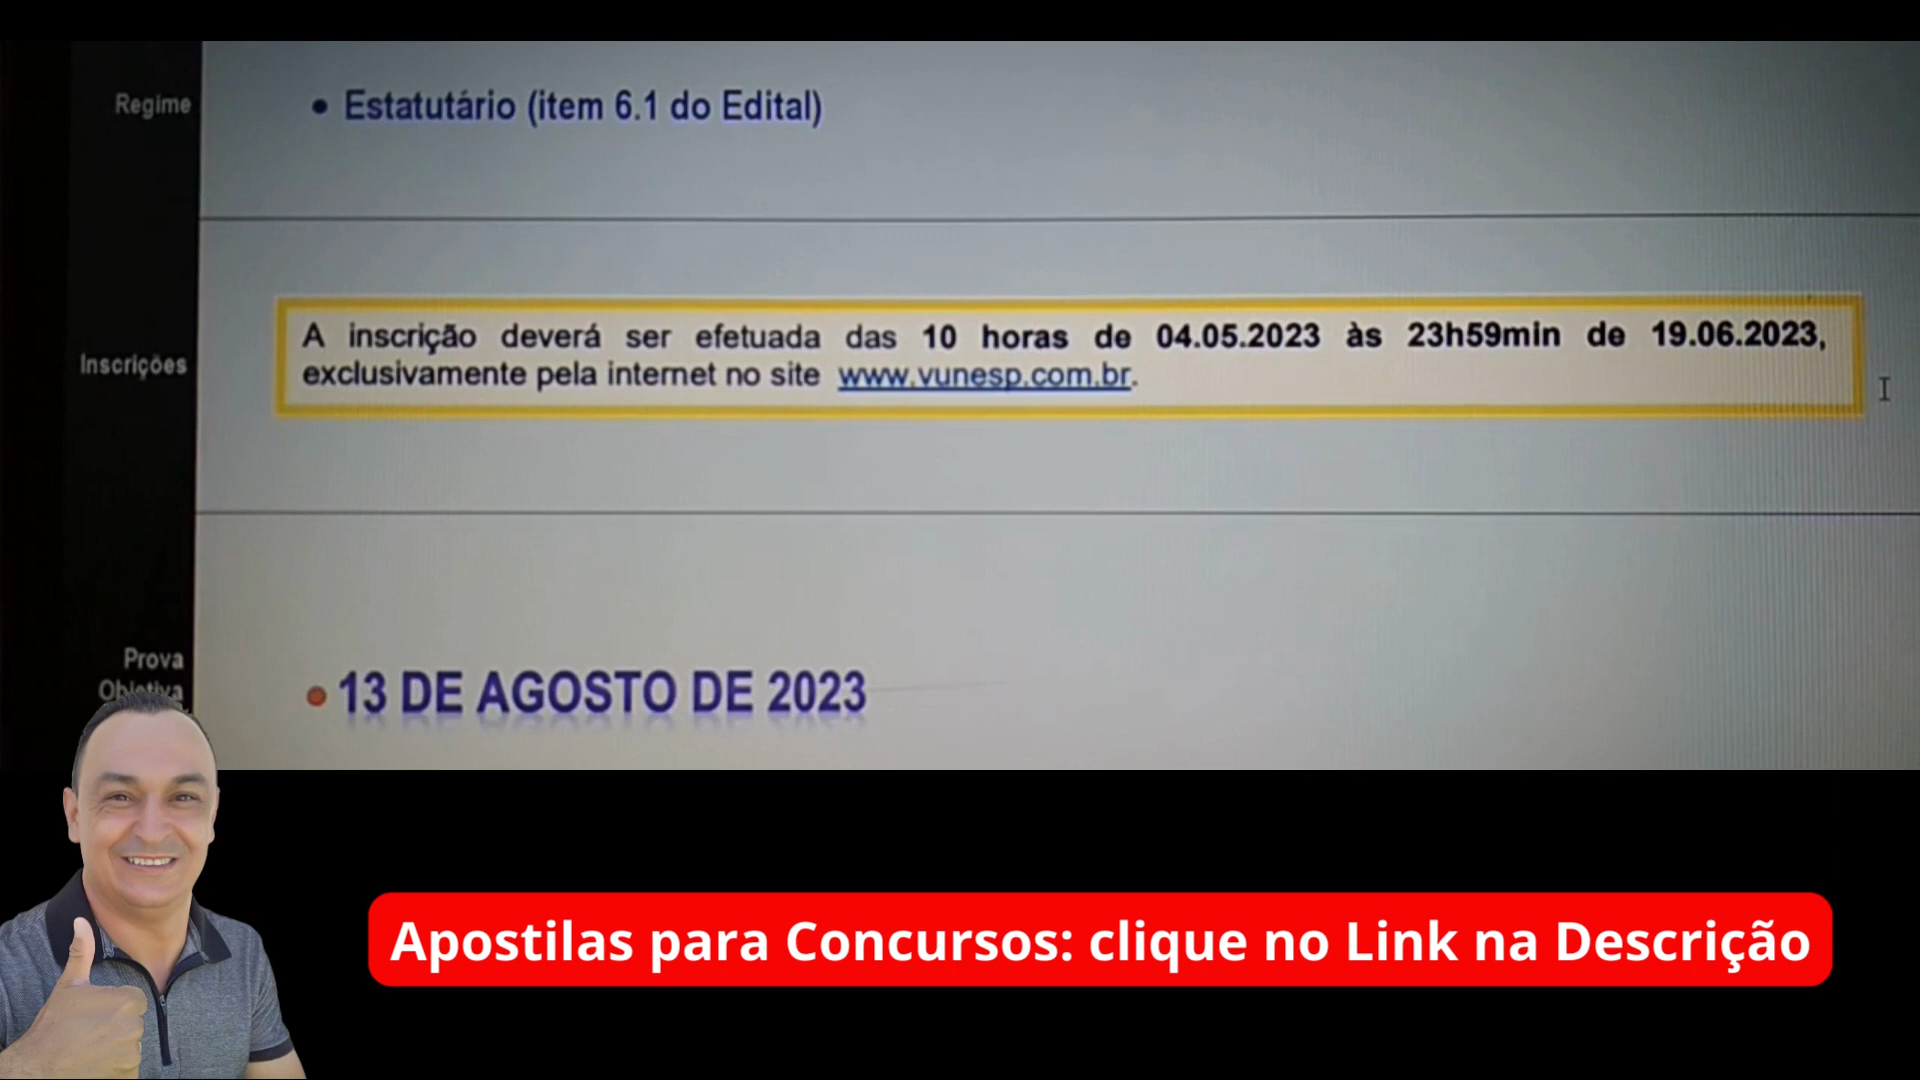 Regime
• Estatutário (item 6.1 do Edital)
A inscrição deverá ser efetuada das 10 horas de 04.05.2023 às 23h59min de 19.06.2023,
Inscrições
exclusivamente pela internet no site www.vunesp.com.br.
Prova
Objetiva
• 13 DE AGOSTO DE 2023
Apostilas para Concursos: clique no Link na Descrição